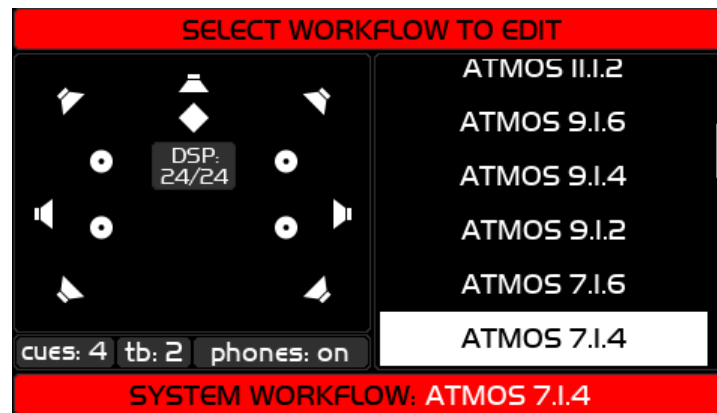 SELECT WORKFLOW TO EDIT
DSP:
24/24
cues: 4
tb: 2
phones: on
ATMOS 11.1.2
ATMOS 9.1.6
ATMOS 9.1.4
ATMOS 9.1.2
ATMOS 7.1.6
ATMOS 7.1.4
SYSTEM WORKFLOW: ATMOS 7.1.4